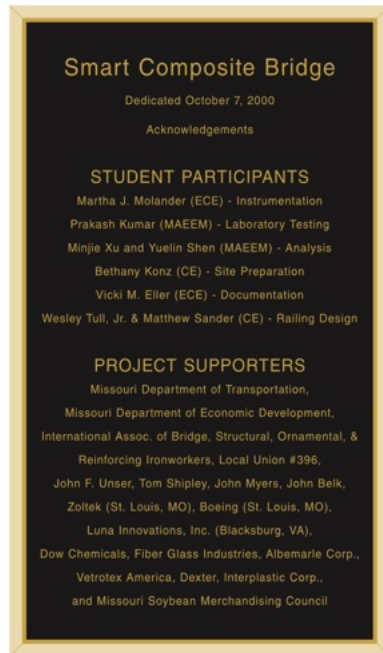 Smart Composite Bridge
Dedicated October 7, 2000
Acknowledgements
STUDENT PARTICIPANTS
Martha J. Molander (ECE) - Instrumentation
Prakash Kumar (MAEEM) - Laboratory Testing
Minjie Xu and Yuelin Shen (MAEEM) - Analysis
Bethany Konz (CE) - Site Preparation
Vicki M. Eller (ECE) - Documentation
Wesley Tull, Jr. & Matthew Sander (CE) - Railing Design
PROJECT SUPPORTERS
Missouri Department of Transportation,
Missouri Department of Economic Development,
International Assoc. of Bridge, Structural, Ornamental, &
Reinforcing Ironworkers, Local Union #396,
John F. Unser, Tom Shipley, John Myers, John Belk,
Zoltek (St. Louis, MO), Boeing (St. Louis, MO),
Luna Innovations, Inc. (Blacksburg, VA),
Dow Chemicals, Fiber Glass Industries, Albemarle Corp.,
Vetrotex America, Dexter, Interplastic Corp.,
and Missouri Soybean Merchandising Council